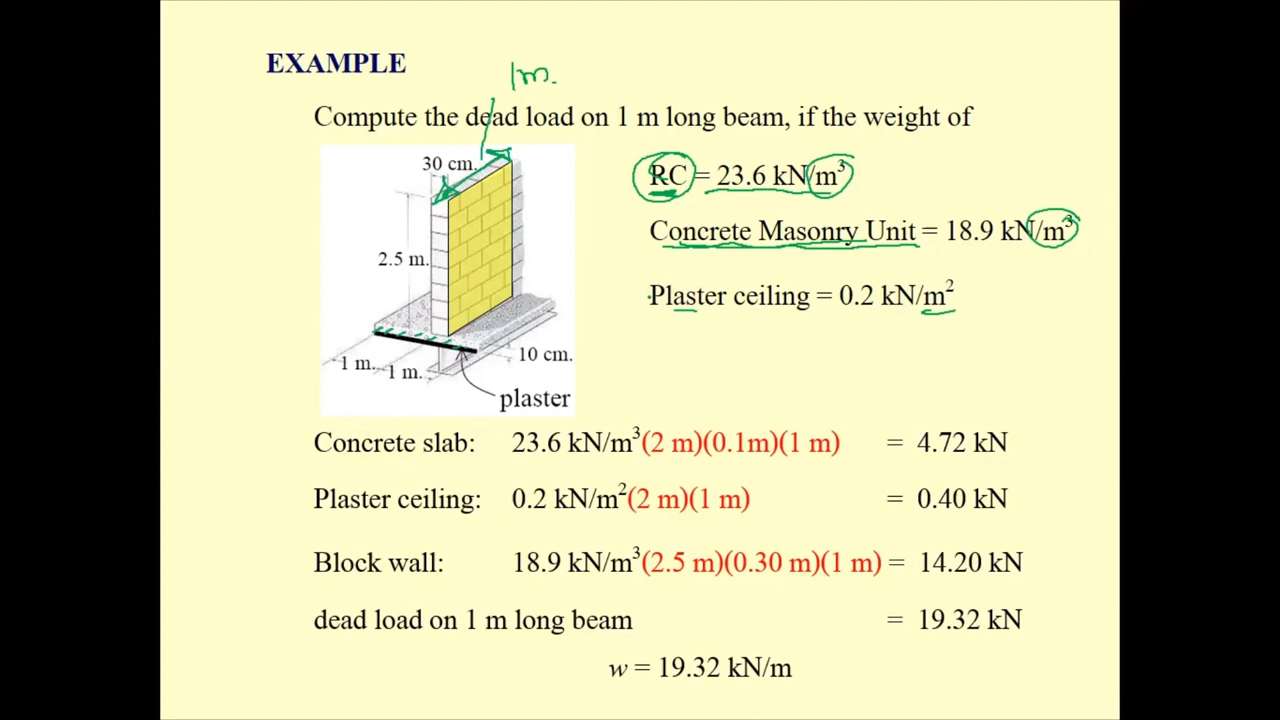 EXAMPLE
1m.
Compute the dead load on 1 m long beam, if the weight of
30 cm.
RC = 23.6 kN/m³
Concrete Masonry Unit = 18.9 kN/m³
2.5 m.
Plaster ceiling = 0.2 kN/m²
10 cm.
1 m. 1 m.
plaster
Concrete slab: 23.6 kN/m³(2 m)(0.1m)(1 m) = 4.72 kN
Plaster ceiling: 0.2 kN/m²(2 m)(1 m) = 0.40 kN
Block wall: 18.9 kN/m³(2.5 m)(0.30 m)(1 m) = 14.20 kN
dead load on 1 m long beam = 19.32 kN
w = 19.32 kN/m